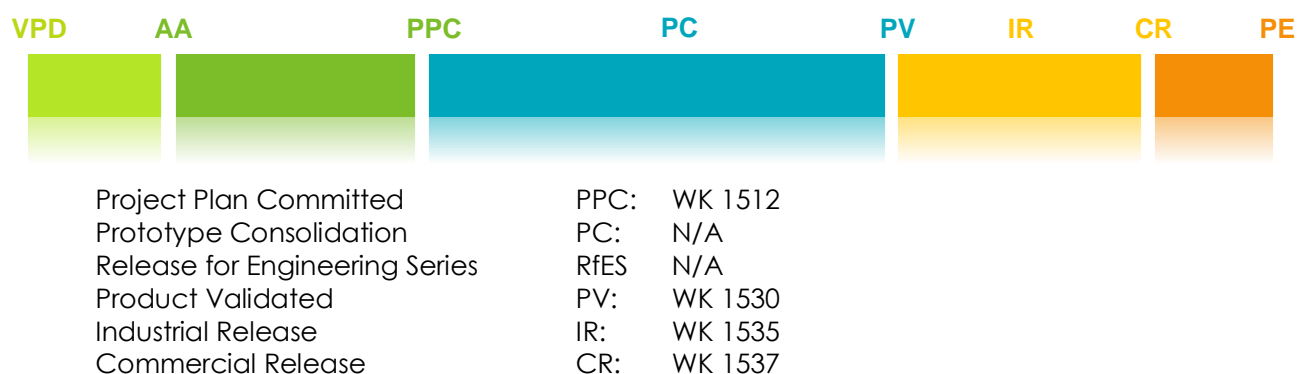 VPD AA PPC PC PV IR CR PE
Project Plan Committed PPC: WK 1512
Prototype Consolidation PC: N/A
Release for Engineering Series RfES N/A
Product Validated PV: WK 1530
Industrial Release IR: WK 1535
Commercial Release CR: WK 1537